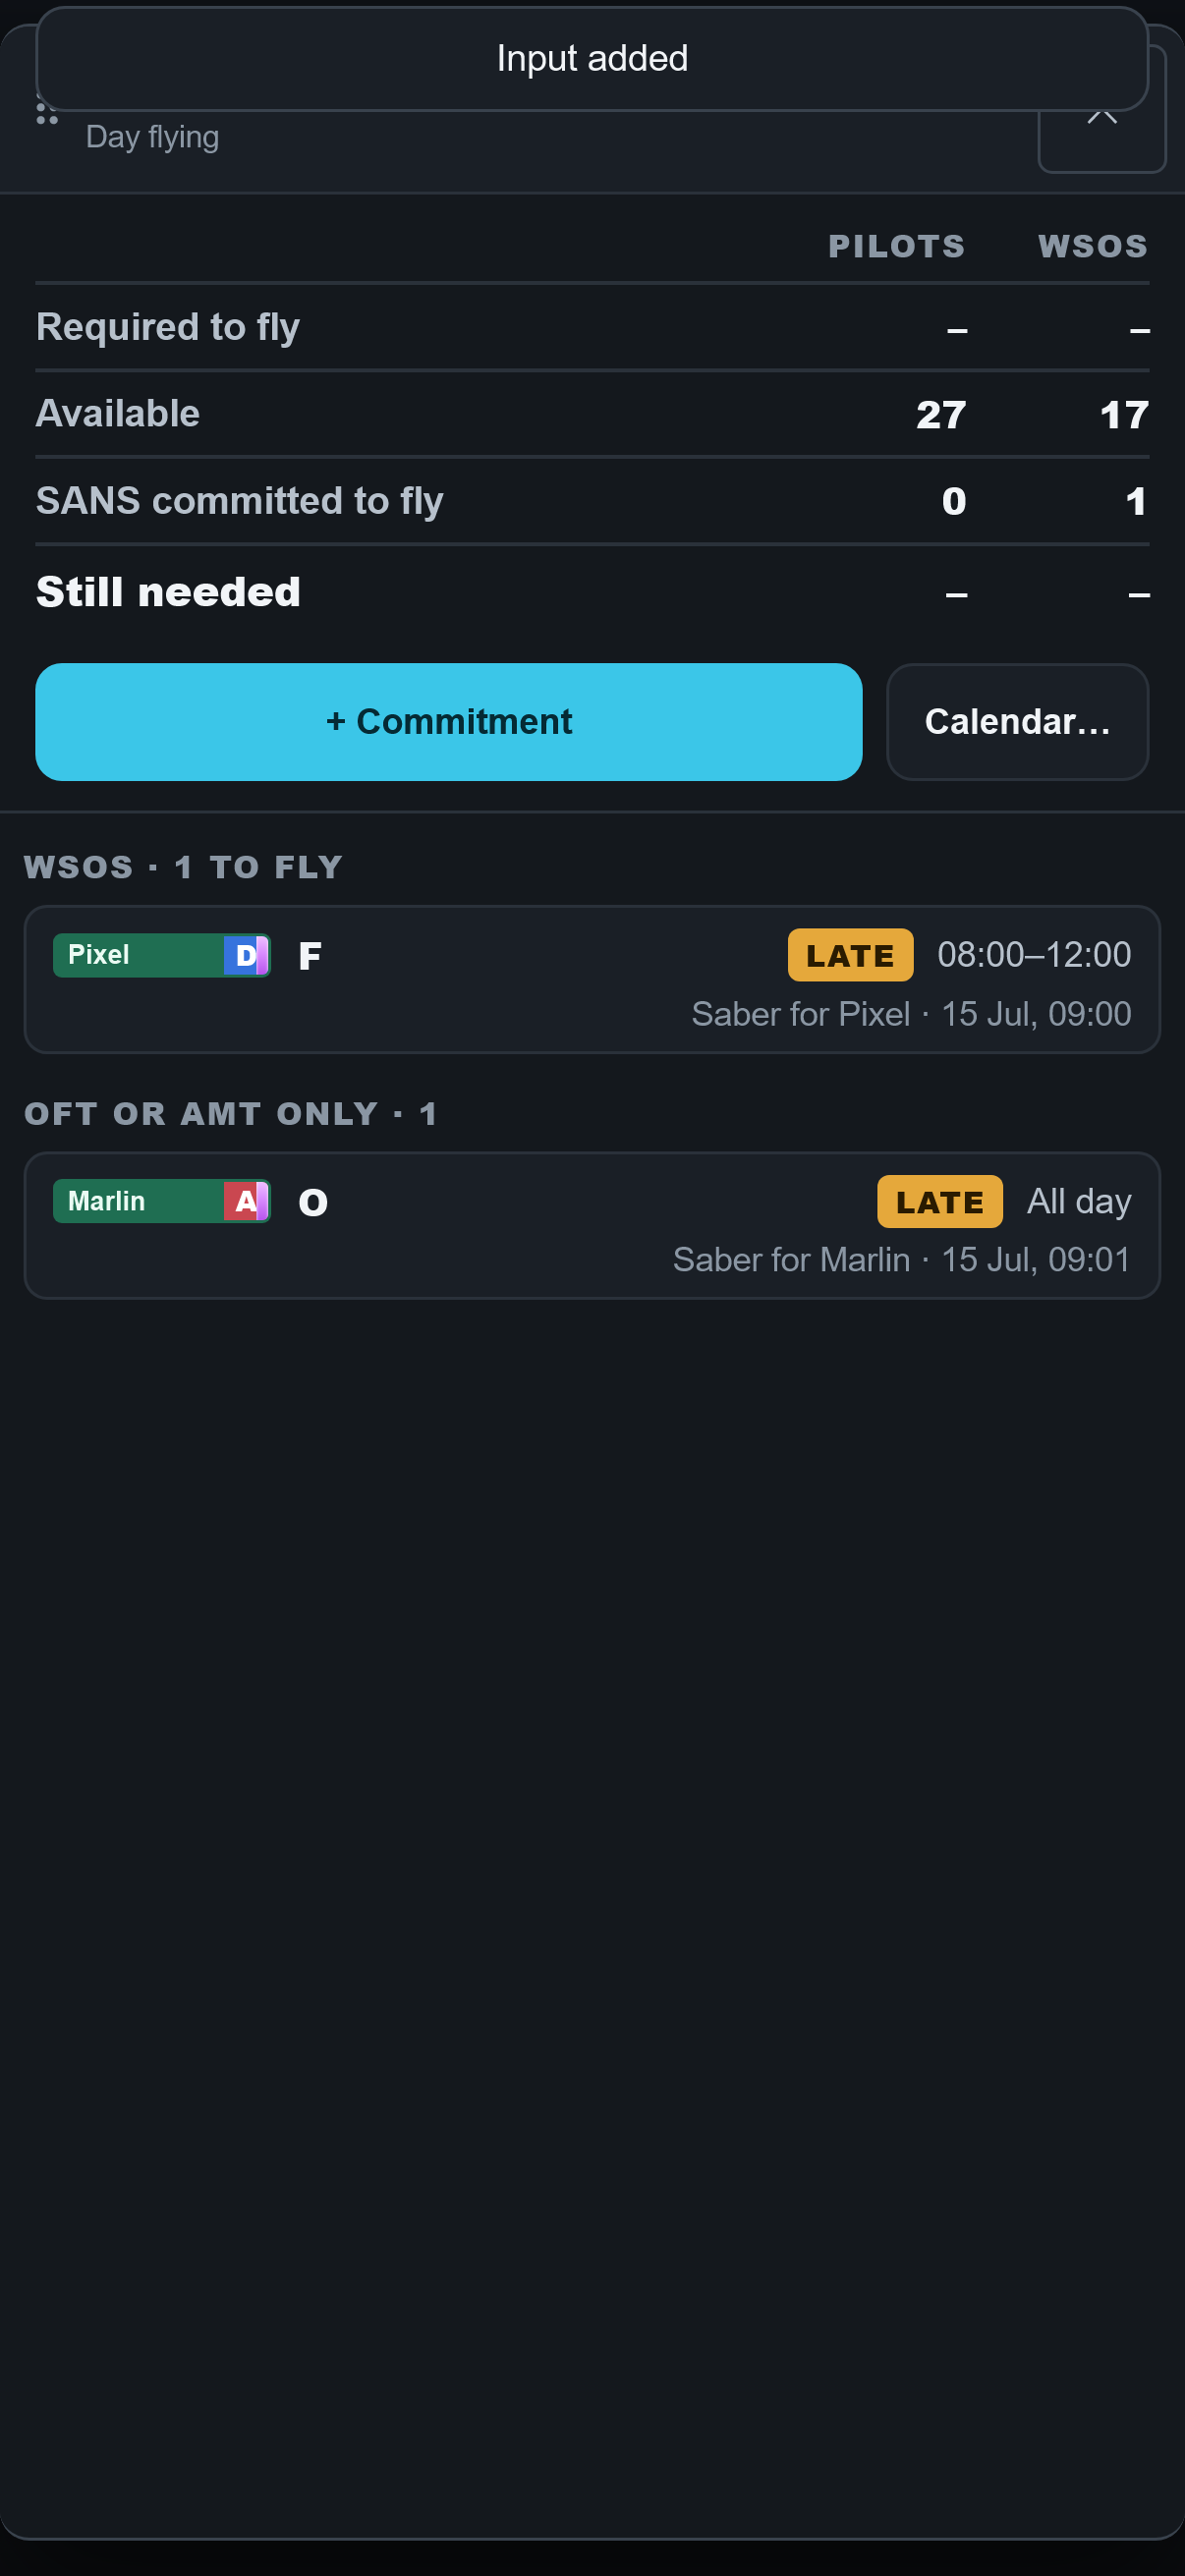 Input added
Day flying
PILOTS WSOS
Required to fly – –
Available 27 17
SANS committed to fly 0 1
Still needed – –
+ Commitment Calendar…
WSOS · 1 TO FLY
Pixel D F LATE 08:00–12:00
Saber for Pixel · 15 Jul, 09:00
OFT OR AMT ONLY · 1
Marlin A O LATE All day
Saber for Marlin · 15 Jul, 09:01